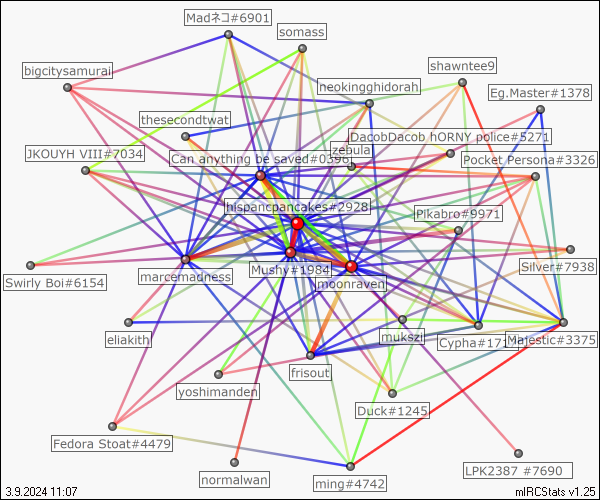 Madネコ#6901
somass
bigcitysamurai
neokingghidorah
shawntee9
Eg.Master#1378
thesecondtwat
DacobDacob hORNY police#5271
zebula
JKOUYH VIII#7034
Can anything be saved#0398
Pocket Persona#3326
hispancpancakes#2928
Pikabro#9971
Swirly Boi#6154
marcemadness
Mushy#1984
moonraven
Silver#7938
eliakith
mukszil
Cypha#171
Majestic#3375
frisout
yoshimanden
Duck#1245
Fedora Stoat#4479
normalwan
ming#4742
LPK2387 #7690
3.9.2024 11:07
mIRCStats v1.25